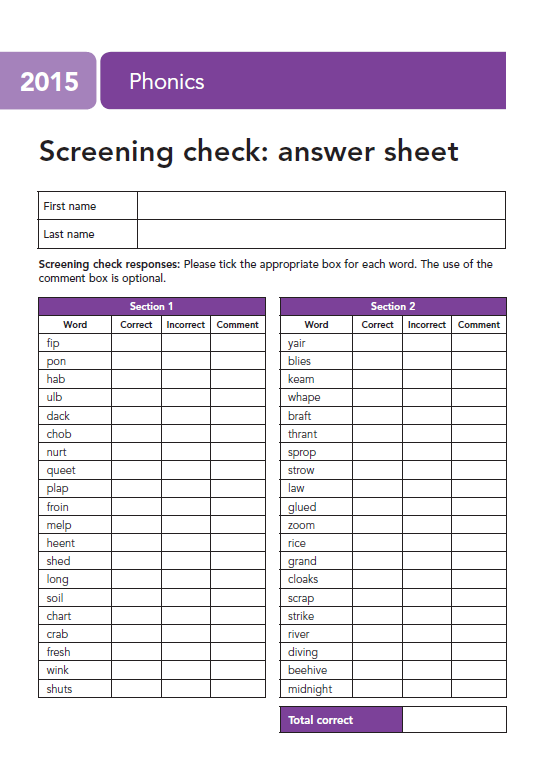 2015 Phonics
Screening check: answer sheet
First name
Last name
Screening check responses: Please tick the appropriate box for each word. The use of the
comment box is optional.
Section 1
Word Correct Incorrect Comment
fip
pon
hab
ulb
dack
chob
nurt
queet
plap
froin
melp
heent
shed
long
soil
chart
crab
fresh
wink
shuts
Section 2
Word Correct Incorrect Comment
yair
blies
keam
whape
braft
thrant
sprop
strow
law
glued
zoom
rice
grand
cloaks
scrap
strike
river
diving
beehive
midnight
Total correct